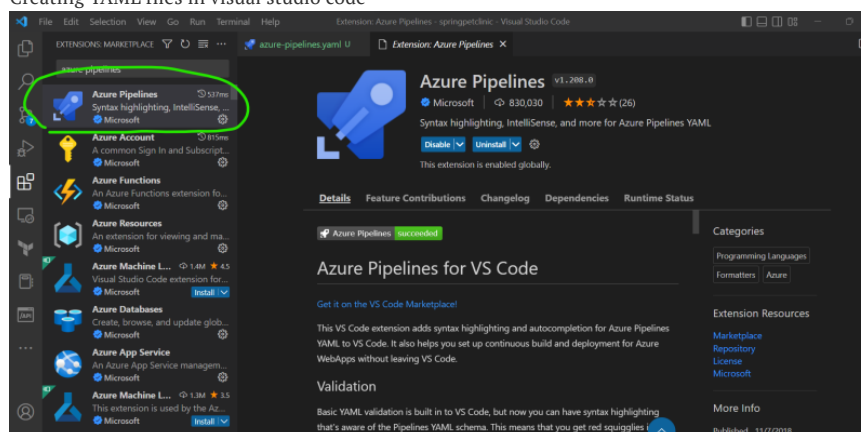 Creating YAML files in visual studio code
File Edit Selection View Go Run Terminal Help
Extension: Azure Pipelines - springpetclinic - Visual Studio Code
EXTENSIONS: MARKETPLACE
azure-pipelines.yaml U
Extension: Azure Pipelines
azure-pipelines
Azure Pipelines 537ms
Syntax highlighting, IntelliSense, ...
Microsoft
Azure Account 815ms
A common Sign In and Subscript...
Microsoft
Azure Functions
An Azure Functions extension fo...
Microsoft
Azure Resources
An extension for viewing and ma...
Microsoft
Azure Machine L... 1.4M 4.5
Visual Studio Code extension for...
Microsoft Install
Azure Databases
Create, browse, and update glob...
Microsoft
Azure App Service
An Azure App Service managem...
Microsoft
Azure Machine L... 1.3M 3.5
This extension is used by the Az...
Microsoft Install
Azure Pipelines v1.208.0
Microsoft 830,030 (26)
Syntax highlighting, IntelliSense, and more for Azure Pipelines YAML
Disable Uninstall
This extension is enabled globally.
Details Feature Contributions Changelog Dependencies Runtime Status
Azure Pipelines succeeded
Azure Pipelines for VS Code
Get it on the VS Code Marketplace!
This VS Code extension adds syntax highlighting and autocompletion for Azure Pipelines
YAML to VS Code. It also helps you set up continuous build and deployment for Azure
WebApps without leaving VS Code.
Validation
Basic YAML validation is built in to VS Code, but now you can have syntax highlighting
that's aware of the Pipelines YAML schema. This means that you get red squigglies
Categories
Programming Languages
Formatters Azure
Extension Resources
Marketplace
Repository
License
Microsoft
More Info
Published 11/7/2018